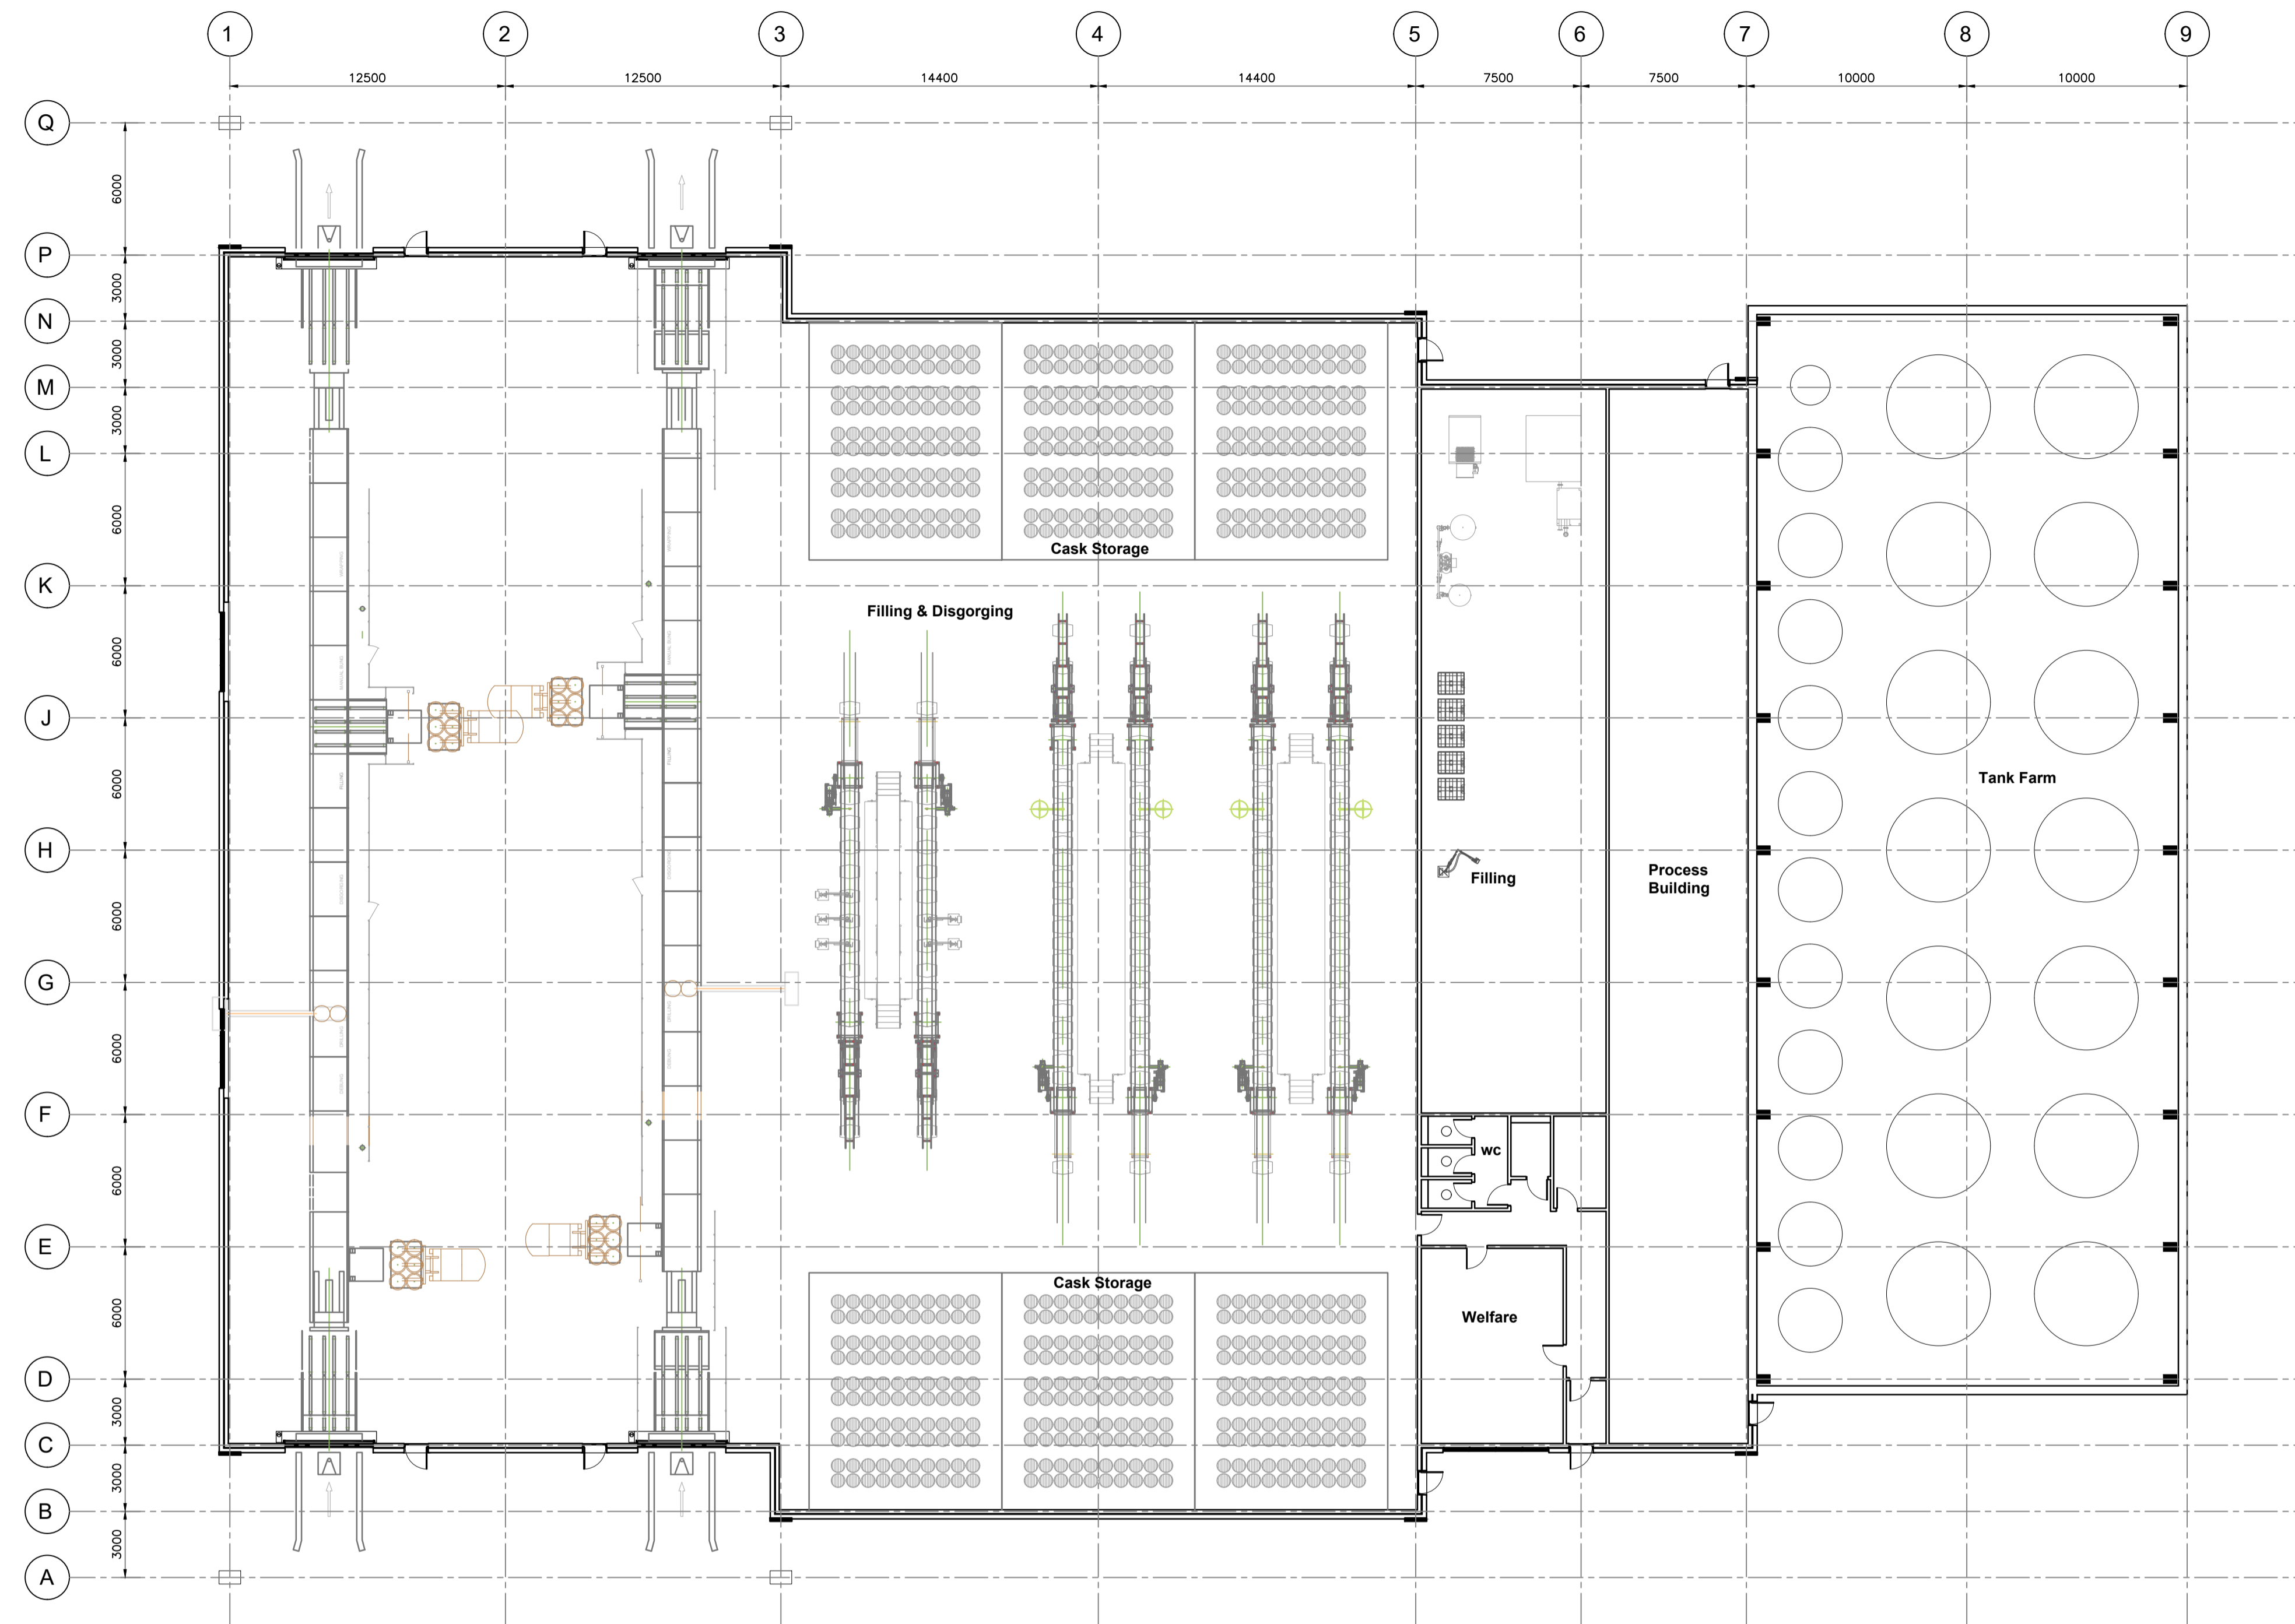 1 2 3 4 5 6 7 8 9
12500 12500 14400 14400 7500 7500 10000 10000
Q
6000
P
3000
N
3000
M
3000
L
6000
K
6000
J
6000
H
6000
G
6000
F
6000
E
6000
D
3000
C
3000
B
3000
A
Cask Storage
Filling & Disgorging
Tank Farm
Process
Building
Filling
wc
Cask Storage
Welfare